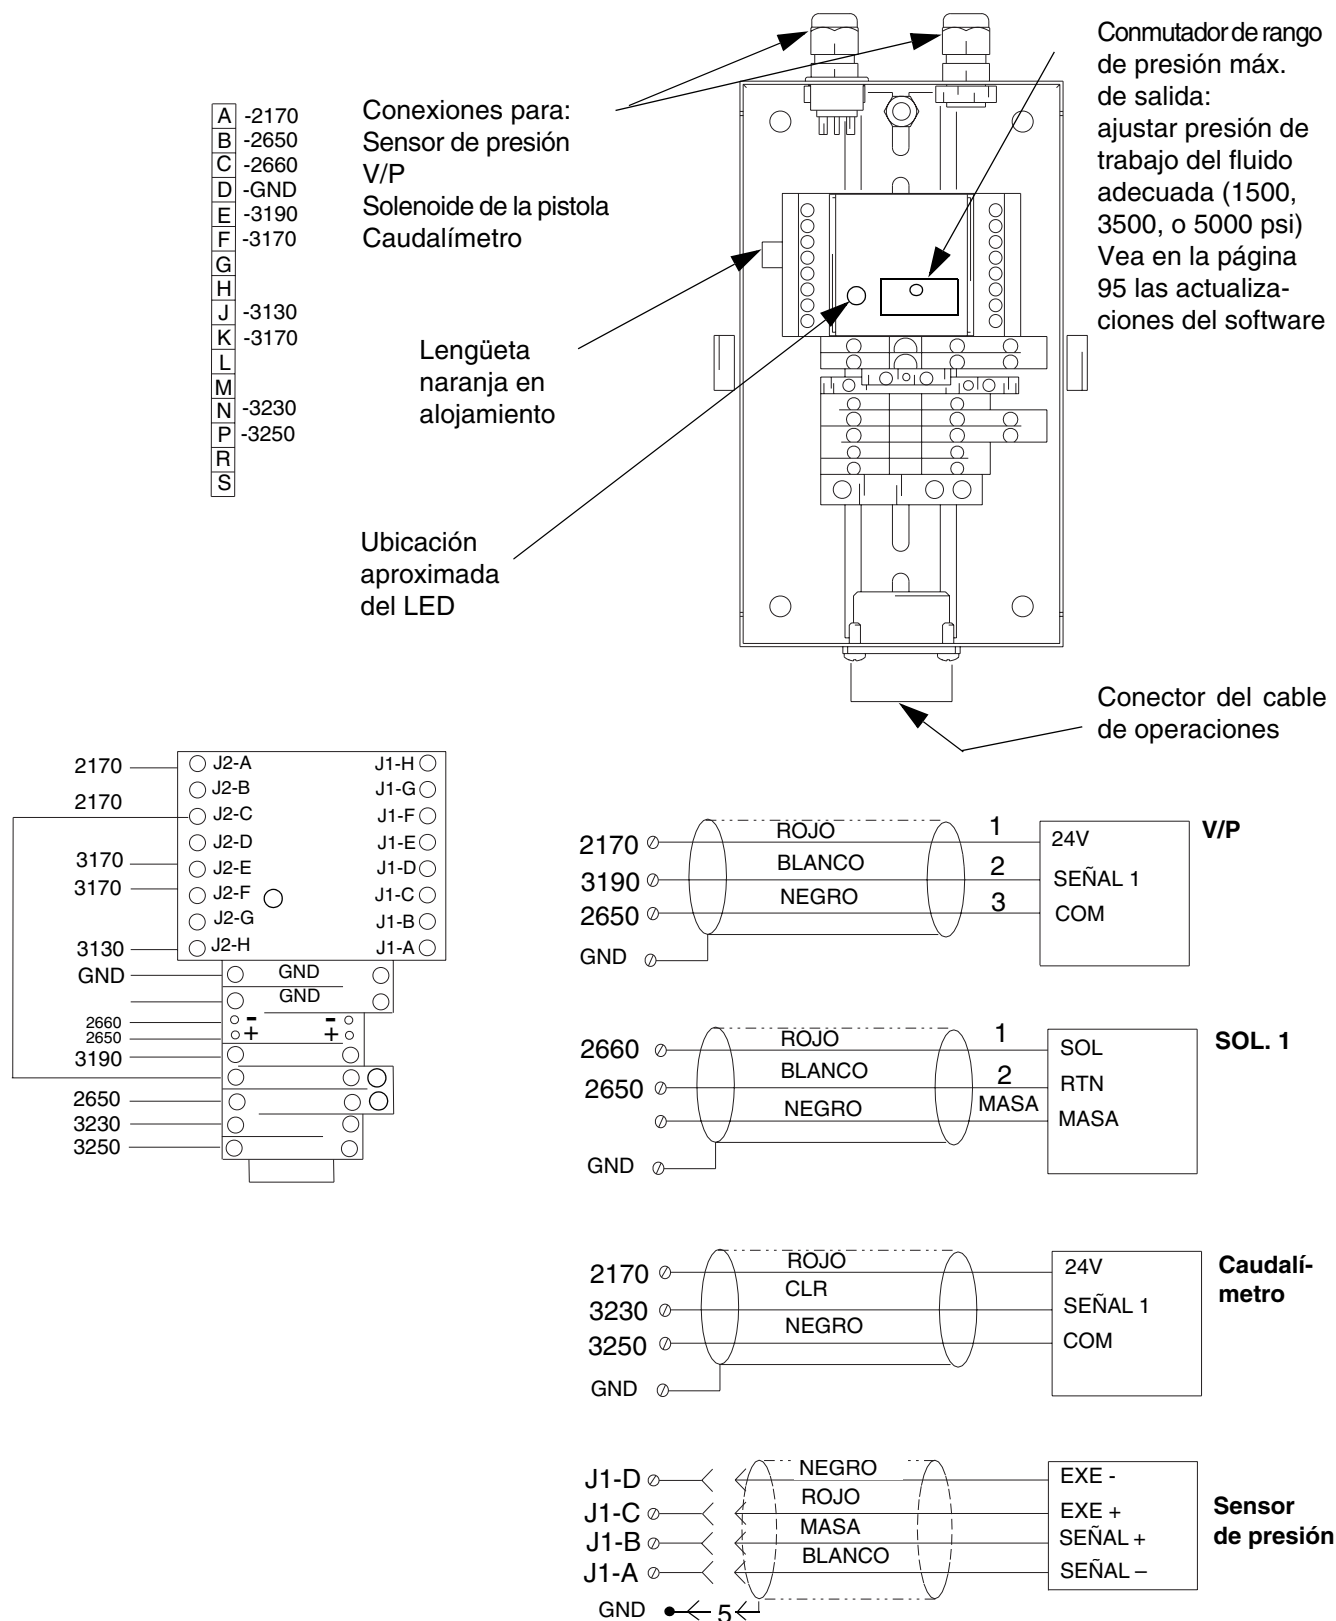 Conexiones para:
Sensor de presión
V/P
Solenoide de la pistola
Caudalímetro
Conmutador de rango
de presión máx.
de salida:
ajustar presión de
trabajo del fluido
adecuada (1500,
3500, o 5000 psi)
Vea en la página
95 las actualiza-
ciones del software
A -2170
B -2650
C -2660
D -GND
E -3190
F -3170
G
H
J -3130
K -3170
L
M
N -3230
P -3250
R
S
Lengüeta
naranja en
alojamiento
Ubicación
aproximada
del LED
Conector del cable
de operaciones
2170 J2-A J1-H
J2-B J1-G
2170 J2-C J1-F
J2-D J1-E
3170 J2-E J1-D
3170 J2-F J1-C
J2-G J1-B
3130 J2-H J1-A
GND GND
GND
2660 - -
2650 + +
3190
2650
3230
3250
V/P
2170 ROJO 1 24V
3190 BLANCO 2 SEÑAL 1
2650 NEGRO 3 COM
GND
SOL. 1
2660 ROJO 1 SOL
2650 BLANCO 2 RTN
NEGRO MASA MASA
GND
Caudalí-
metro
2170 ROJO 24V
3230 CLR SEÑAL 1
3250 NEGRO COM
GND
Sensor
de presión
J1-D NEGRO EXE -
J1-C ROJO EXE +
J1-B MASA SEÑAL +
J1-A BLANCO SEÑAL –
GND 5